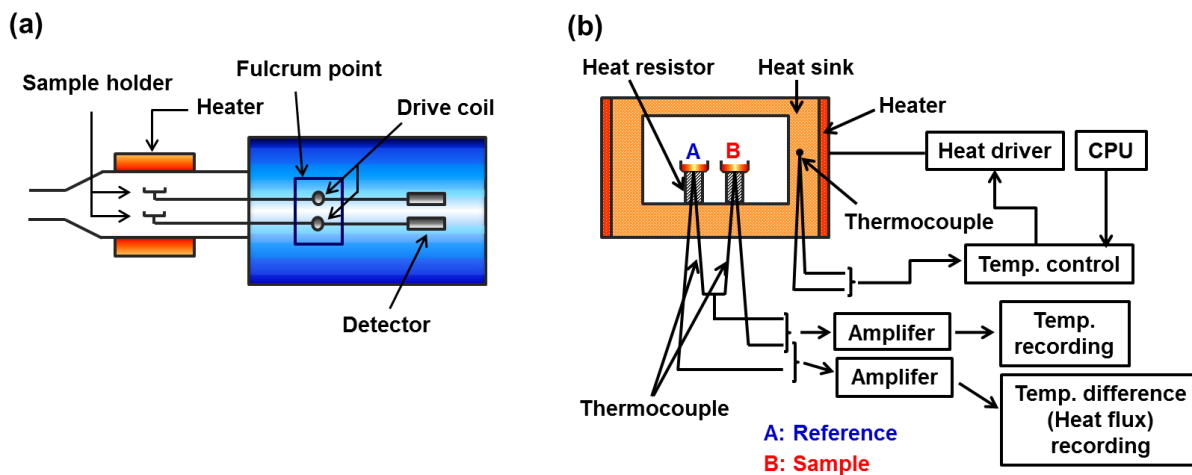 (a)
Sample holder
Heater
Fulcrum point
Drive coil
Detector
(b)
Heat resistor
Heat sink
Heater
A
B
Heat driver
CPU
Thermocouple
Temp. control
Amplifer
Temp.
recording
Amplifer
Temp. difference
(Heat flux)
recording
Thermocouple
A: Reference
B: Sample